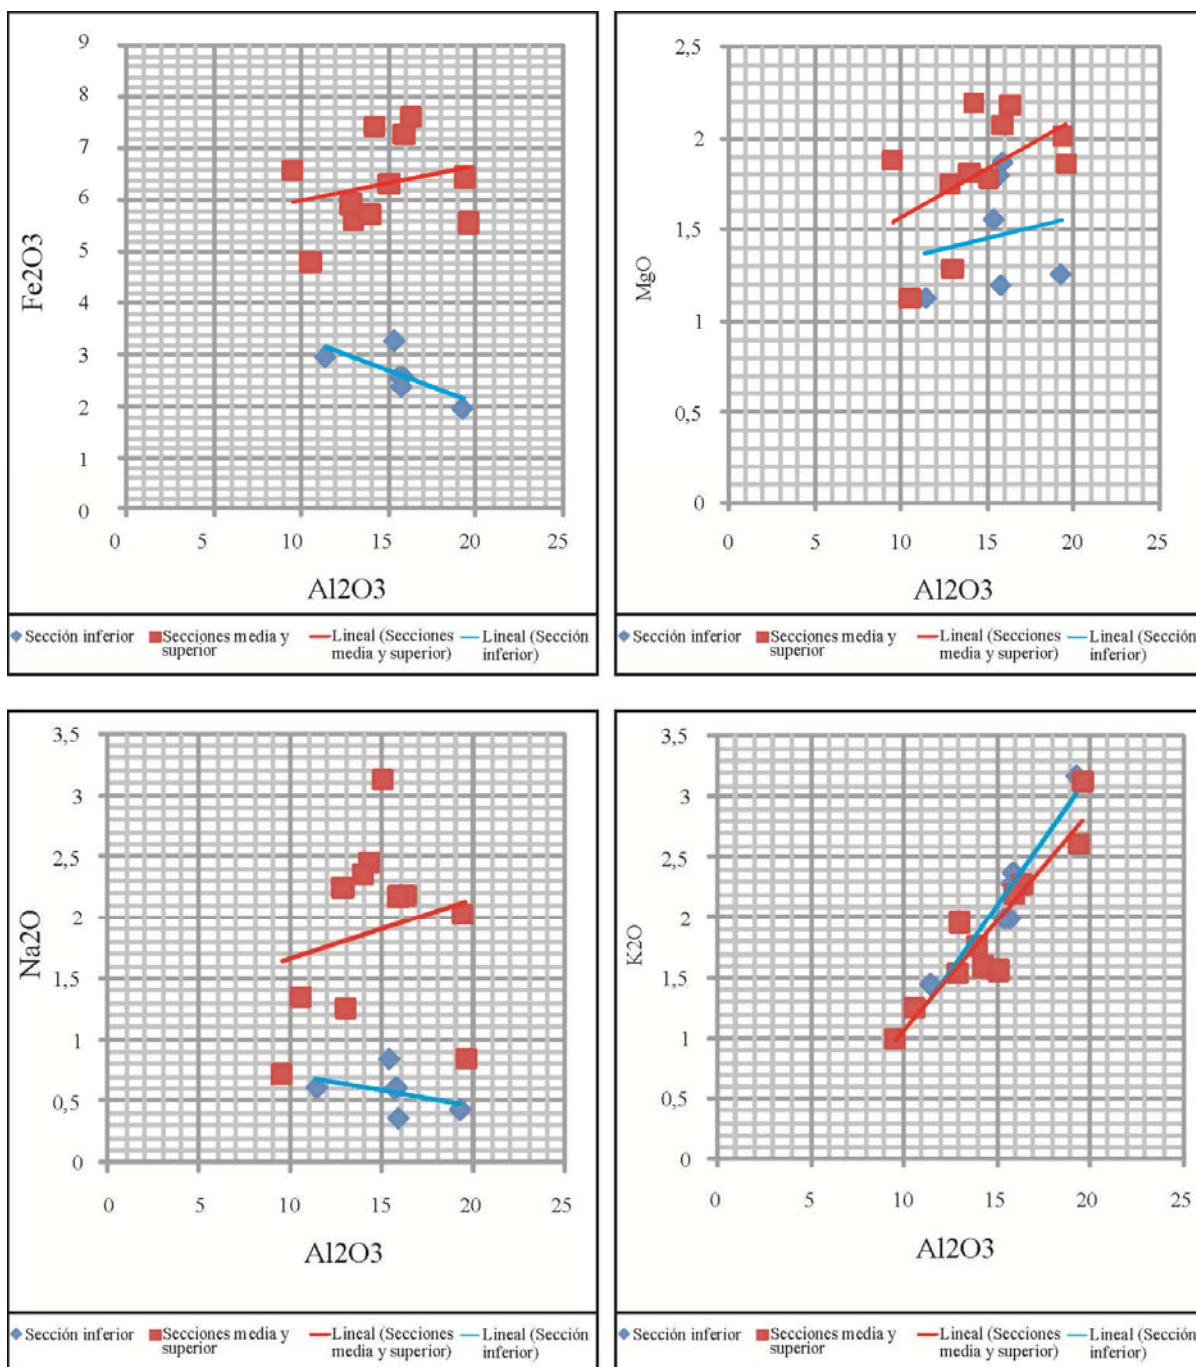 9
8
7
6
5
4
3
2
1
0
Fe2O3
0 5 10 15 20 25
Al2O3
Sección inferior Secciones media y superior Lineal (Secciones media y superior) Lineal (Sección inferior)
2,5
2
1,5
1
0,5
0
MgO
0 5 10 15 20 25
Al2O3
Sección inferior Secciones media y superior Lineal (Secciones media y superior) Lineal (Sección inferior)
3,5
3
2,5
2
1,5
1
0,5
0
Na2O
0 5 10 15 20 25
Al2O3
Sección inferior Secciones media y superior Lineal (Secciones media y superior) Lineal (Sección inferior)
3,5
3
2,5
2
1,5
1
0,5
0
K2O
0 5 10 15 20 25
Al2O3
Sección inferior Secciones media y superior Lineal (Secciones media y superior) Lineal (Sección inferior)